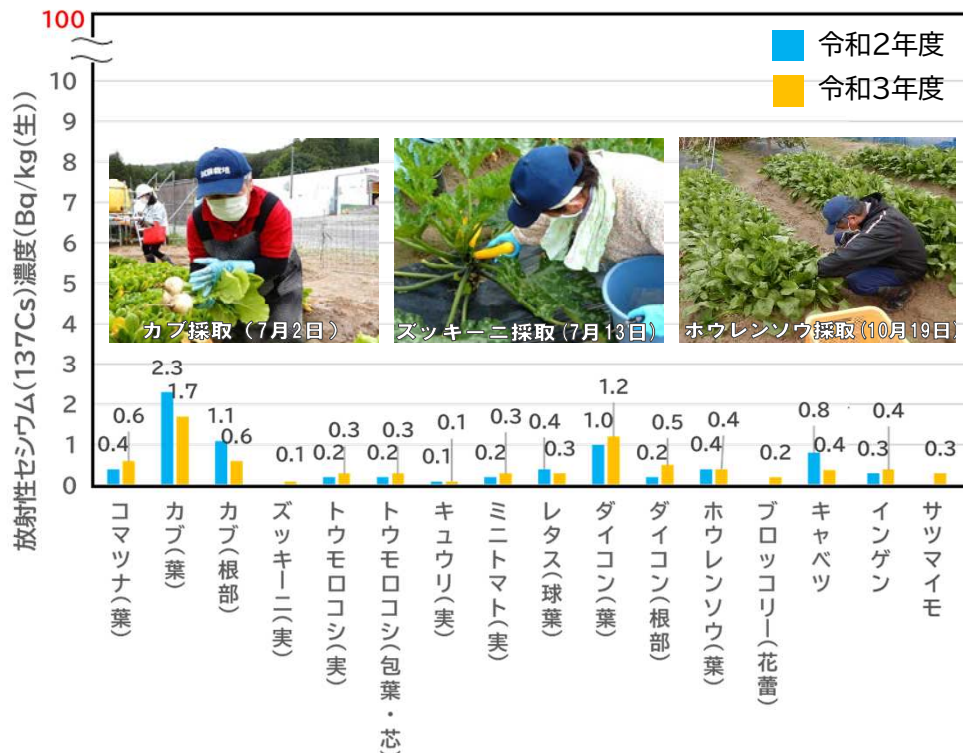 100
令和2年度
令和3年度
放射性セシウム(137Cs)濃度(Bq/kg(生))
10
9
8
7
6
5
4
3
2
1
0
試験栽培
カブ採取（7月2日）
ズッキーニ採取(7月13日)
ホウレンソウ採取(10月19日)
0.4
0.6
2.3
1.7
1.1
0.6
0.1
0.2
0.3
0.2
0.3
0.1
0.1
0.2
0.3
0.4
0.3
1.0
1.2
0.2
0.5
0.4
0.4
0.2
0.8
0.4
0.3
0.4
0.3
コマツナ(葉)
カブ(葉)
カブ(根部)
ズッキーニ(実)
トウモロコシ(実)
トウモロコシ(包葉・芯)
キュウリ(実)
ミニトマト(実)
レタス(球葉)
ダイコン(葉)
ダイコン(根部)
ホウレンソウ(葉)
ブロッコリー(花蕾)
キャベツ
インゲン
サツマイモ